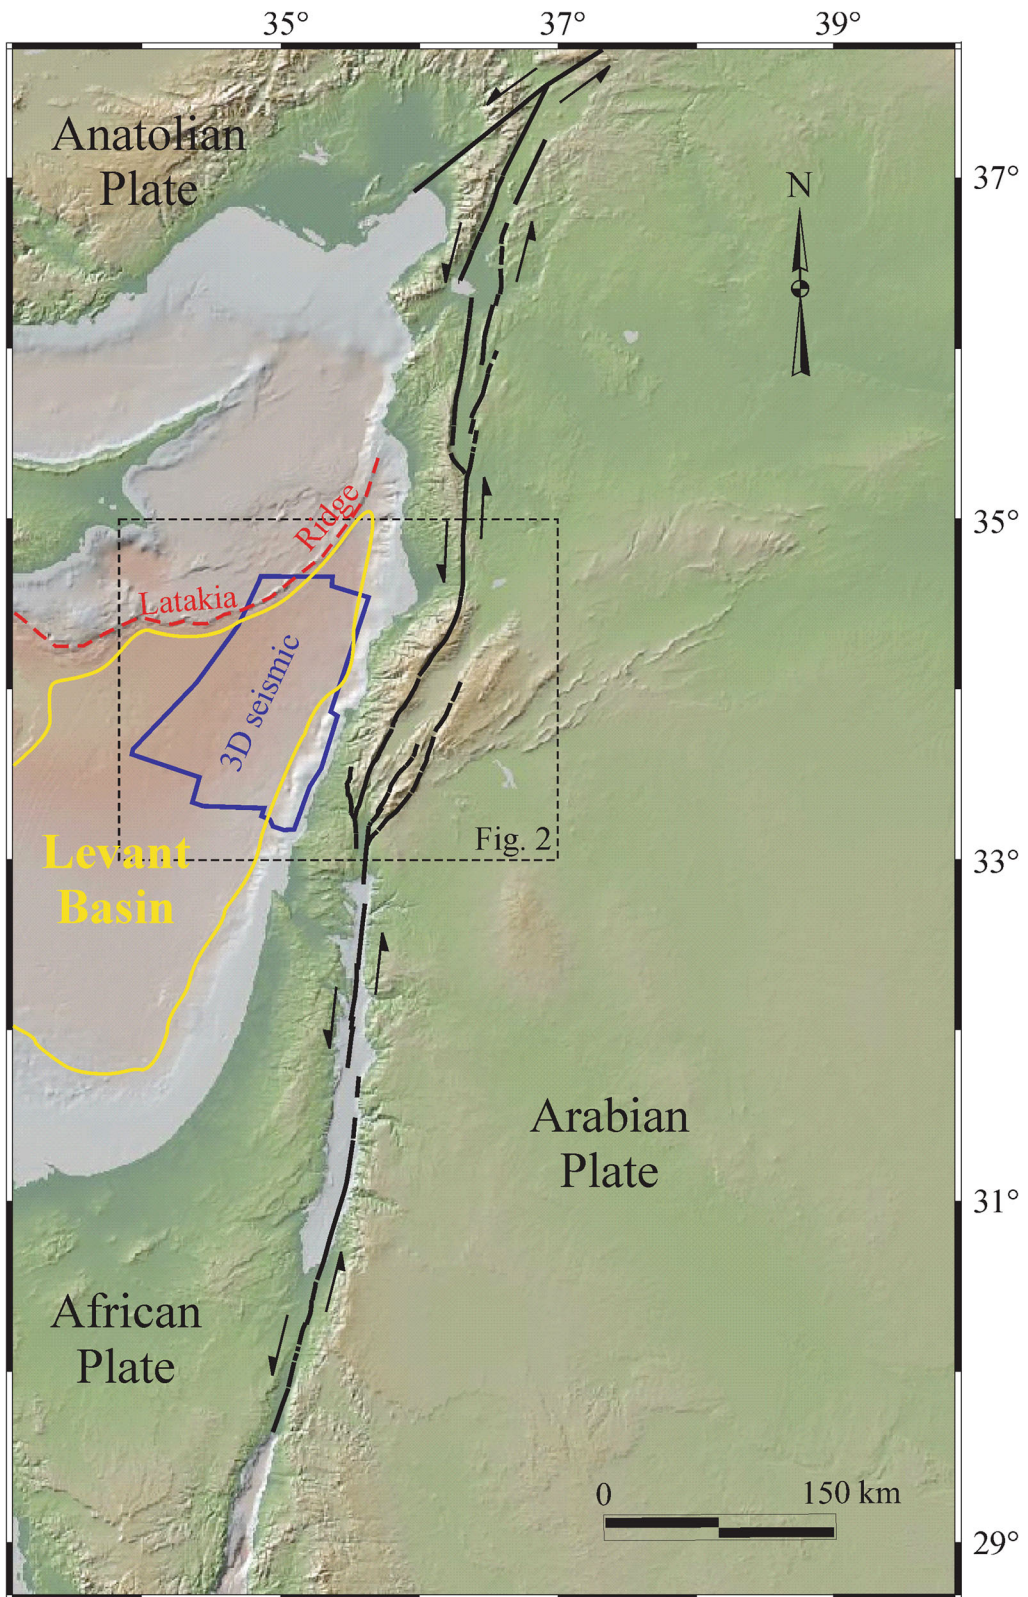 35° 37° 39°
Anatolian
Plate
37°
N
35°
Ridge
Latakia
3D seismic
Fig. 2
33°
Levant
Basin
Arabian
Plate
31°
African
Plate
0 150 km
29°